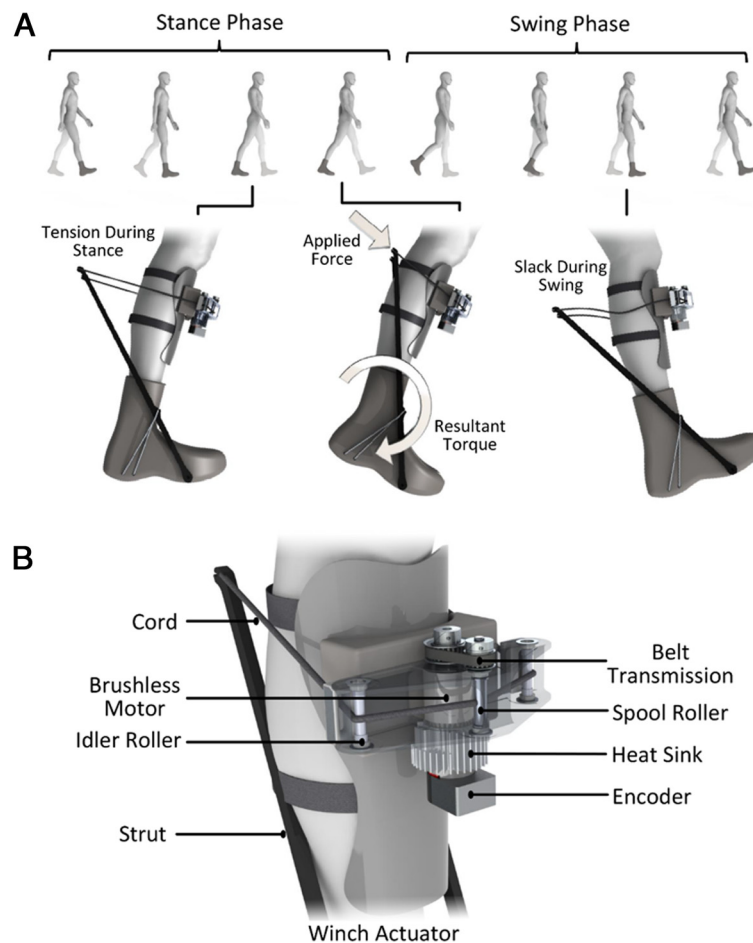 A
Stance Phase
Swing Phase
Tension During
Stance
Applied
Force
Resultant
Torque
Slack During
Swing
B
Cord
Brushless
Motor
Idler Roller
Strut
Belt
Transmission
Spool Roller
Heat Sink
Encoder
Winch Actuator